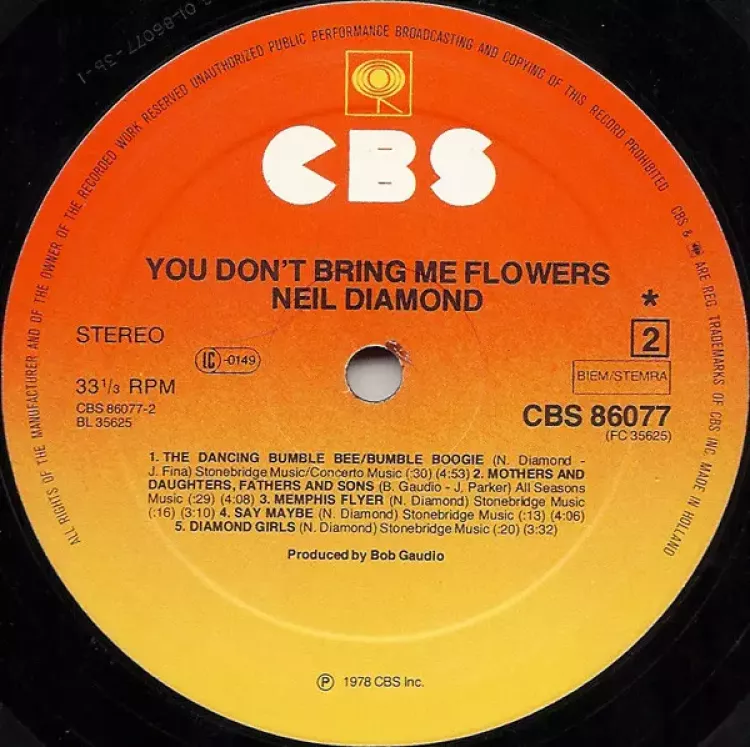 ALL RIGHTS OF THE MANUFACTURER AND OF THE OWNER OF THE RECORDED WORK RESERVED UNAUTHORIZED PUBLIC PERFORMANCE BROADCASTING AND COPYING OF THIS RECORD PROHIBITED CBS & ARE REG TRADEMARKS OF CBS INC MADE IN HOLLAND
CBS
YOU DON'T BRING ME FLOWERS
NEIL DIAMOND
*
STEREO
2
LC -0149
BIEM/STEMRA
33 1/3 RPM
CBS 86077-2
CBS 86077
BL 35625
(FC 35625)
1. THE DANCING BUMBLE BEE/BUMBLE BOOGIE (N. Diamond -
J. Fina) Stonebridge Music/Concerto Music (:30) (4:53) 2. MOTHERS AND
DAUGHTERS, FATHERS AND SONS (B. Gaudio - J. Parker) All Seasons
Music (:29) (4:08) 3. MEMPHIS FLYER (N. Diamond) Stonebridge Music
(:16) (3:10) 4. SAY MAYBE (N. Diamond) Stonebridge Music (:13) (4:06)
5. DIAMOND GIRLS (N. Diamond) Stonebridge Music (:20) (3:32)
Produced by Bob Gaudio
℗ 1978 CBS Inc.